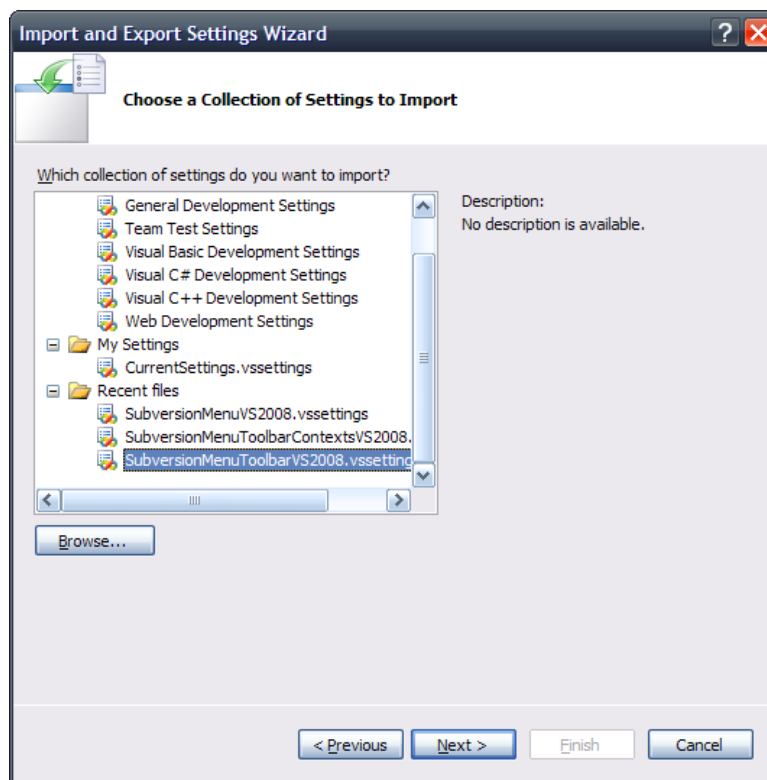 Import and Export Settings Wizard
Choose a Collection of Settings to Import
Which collection of settings do you want to import?
General Development Settings
Team Test Settings
Visual Basic Development Settings
Visual C# Development Settings
Visual C++ Development Settings
Web Development Settings
My Settings
CurrentSettings.vssettings
Recent files
SubversionMenuVS2008.vssettings
SubversionMenuToolbarContextsVS2008.
SubversionMenuToolbarVS2008.vssetting
Description:
No description is available.
Browse...
< Previous Next > Finish Cancel